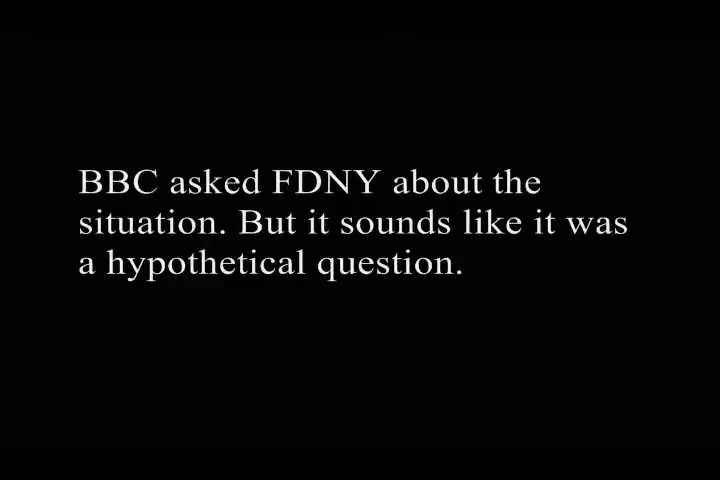 BBC asked FDNY about the
situation. But it sounds like it was
a hypothetical question.